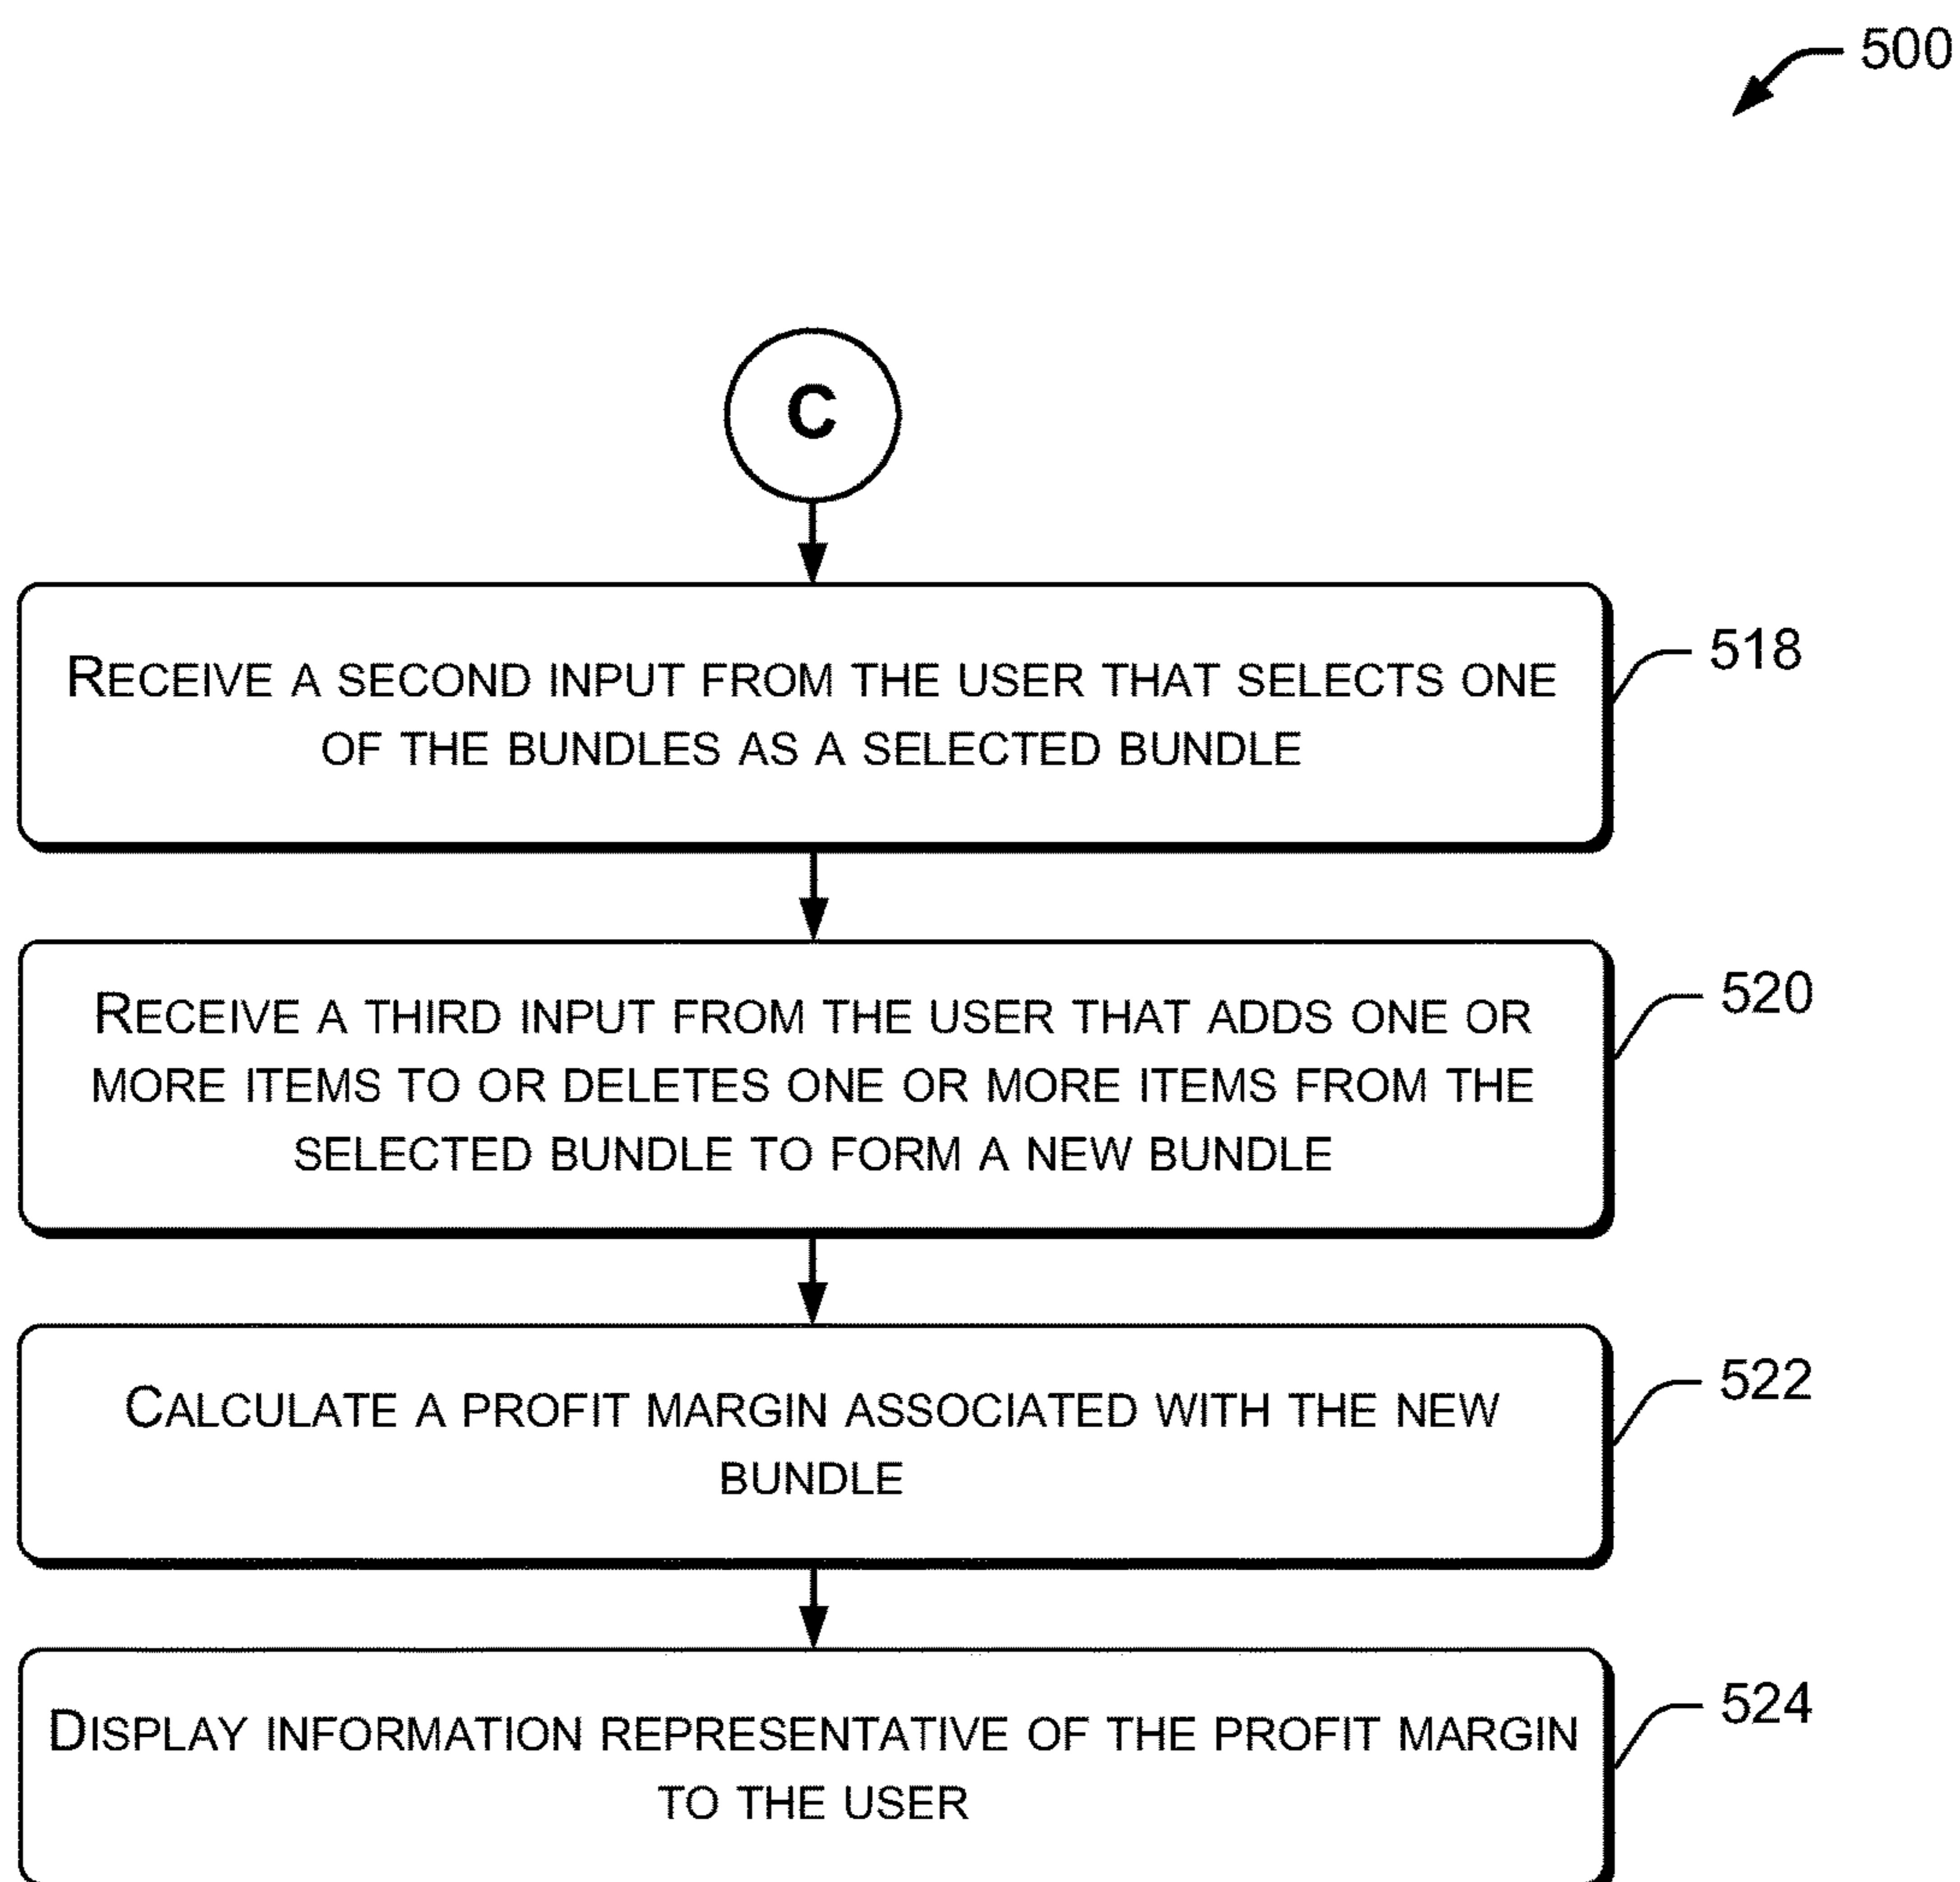 500
C
RECEIVE A SECOND INPUT FROM THE USER THAT SELECTS ONE
OF THE BUNDLES AS A SELECTED BUNDLE
518
RECEIVE A THIRD INPUT FROM THE USER THAT ADDS ONE OR
MORE ITEMS TO OR DELETES ONE OR MORE ITEMS FROM THE
SELECTED BUNDLE TO FORM A NEW BUNDLE
520
CALCULATE A PROFIT MARGIN ASSOCIATED WITH THE NEW
BUNDLE
522
DISPLAY INFORMATION REPRESENTATIVE OF THE PROFIT MARGIN
TO THE USER
524